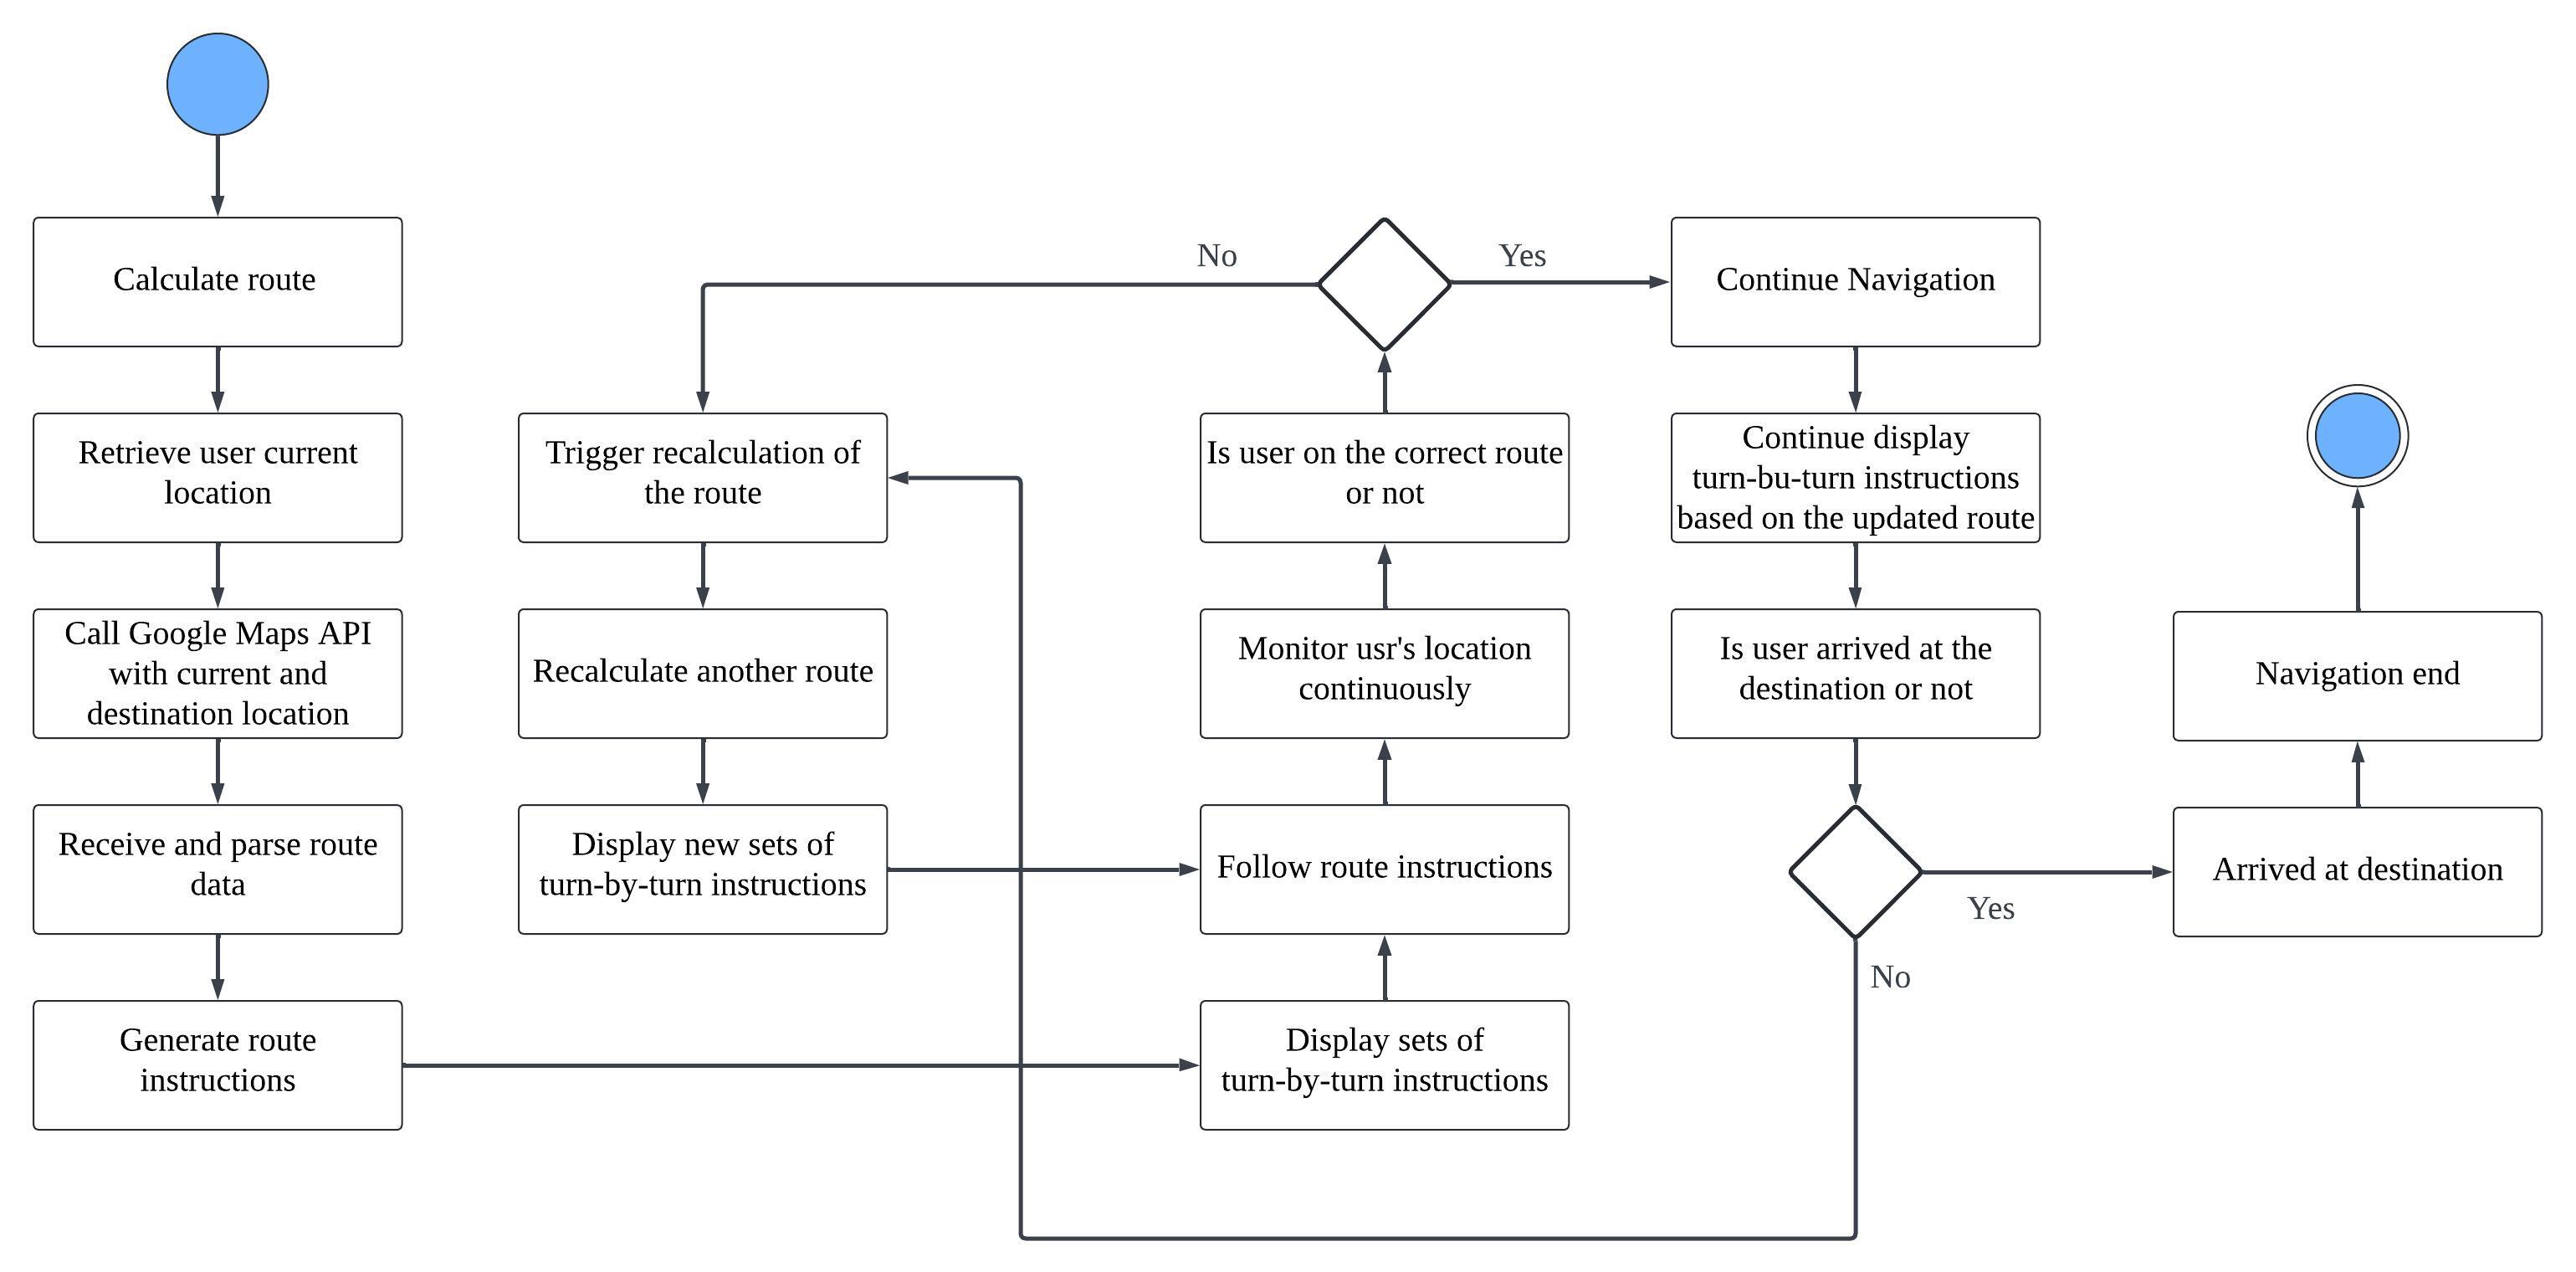 Calculate route
Retrieve user current
location
Call Google Maps API
with current and
destination location
Receive and parse route
data
Generate route
instructions
No
Trigger recalculation of
the route
Recalculate another route
Display new sets of
turn-by-turn instructions
Yes
Is user on the correct route
or not
Monitor usr's location
continuously
Follow route instructions
Display sets of
turn-by-turn instructions
Continue Navigation
Continue display
turn-bu-turn instructions
based on the updated route
Is user arrived at the
destination or not
Yes
No
Navigation end
Arrived at destination